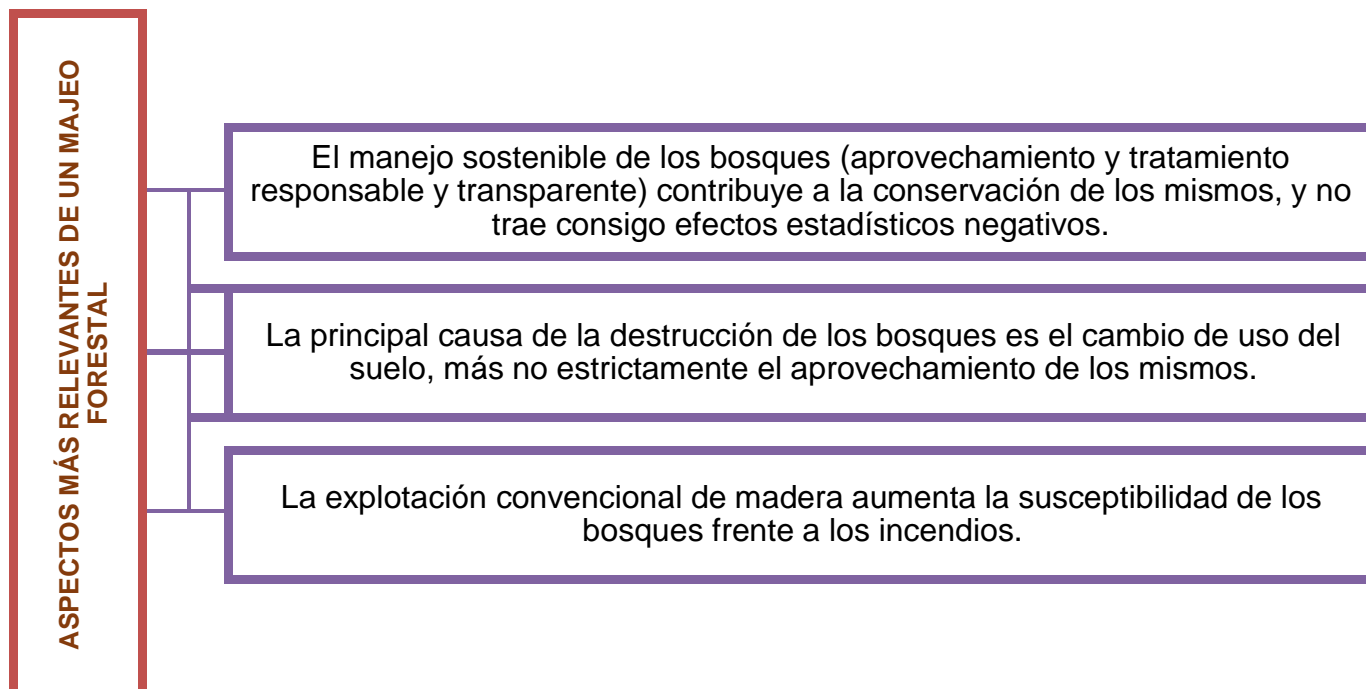 ASPECTOS MÁS RELEVANTES DE UN MAJEO
FORESTAL
El manejo sostenible de los bosques (aprovechamiento y tratamiento
responsable y transparente) contribuye a la conservación de los mismos, y no
trae consigo efectos estadísticos negativos.
La principal causa de la destrucción de los bosques es el cambio de uso del
suelo, más no estrictamente el aprovechamiento de los mismos.
La explotación convencional de madera aumenta la susceptibilidad de los
bosques frente a los incendios.